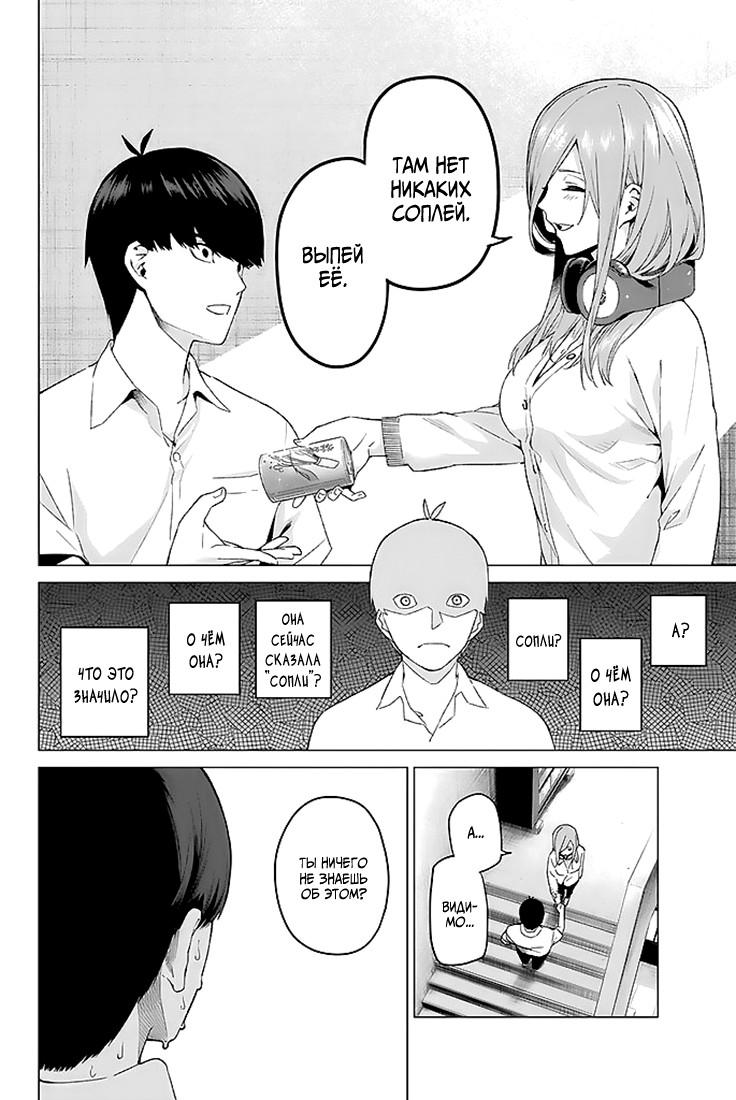 ТАМ НЕТ
НИКАКИХ
СОПЛЕЙ.
ВЫПЕЙ
ЕЁ.
А?
О ЧЁМ
ОНА?
СОПЛИ?
ОНА
СЕЙЧАС
СКАЗАЛА
"СОПЛИ"?
О ЧЁМ
ОНА?
ЧТО ЭТО
ЗНАЧИЛО?
А...
ВИДИ-
МО...
ТЫ НИЧЕГО
НЕ ЗНАЕШЬ
ОБ ЭТОМ?